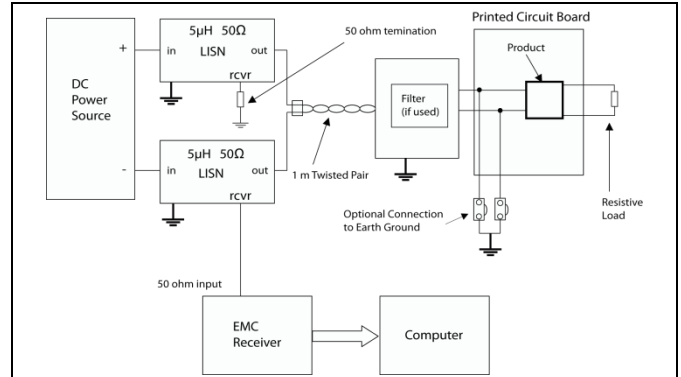 Printed Circuit Board
5µH 50Ω
in
out
LISN
rcvr
50 ohm temination
Product
+
DC
Power
Source
-
Filter
(if used)
5µH 50Ω
in
out
LISN
rcvr
1 m Twisted Pair
Optional Connection
to Earth Ground
Resistive
Load
50 ohm input
EMC
Receiver
Computer